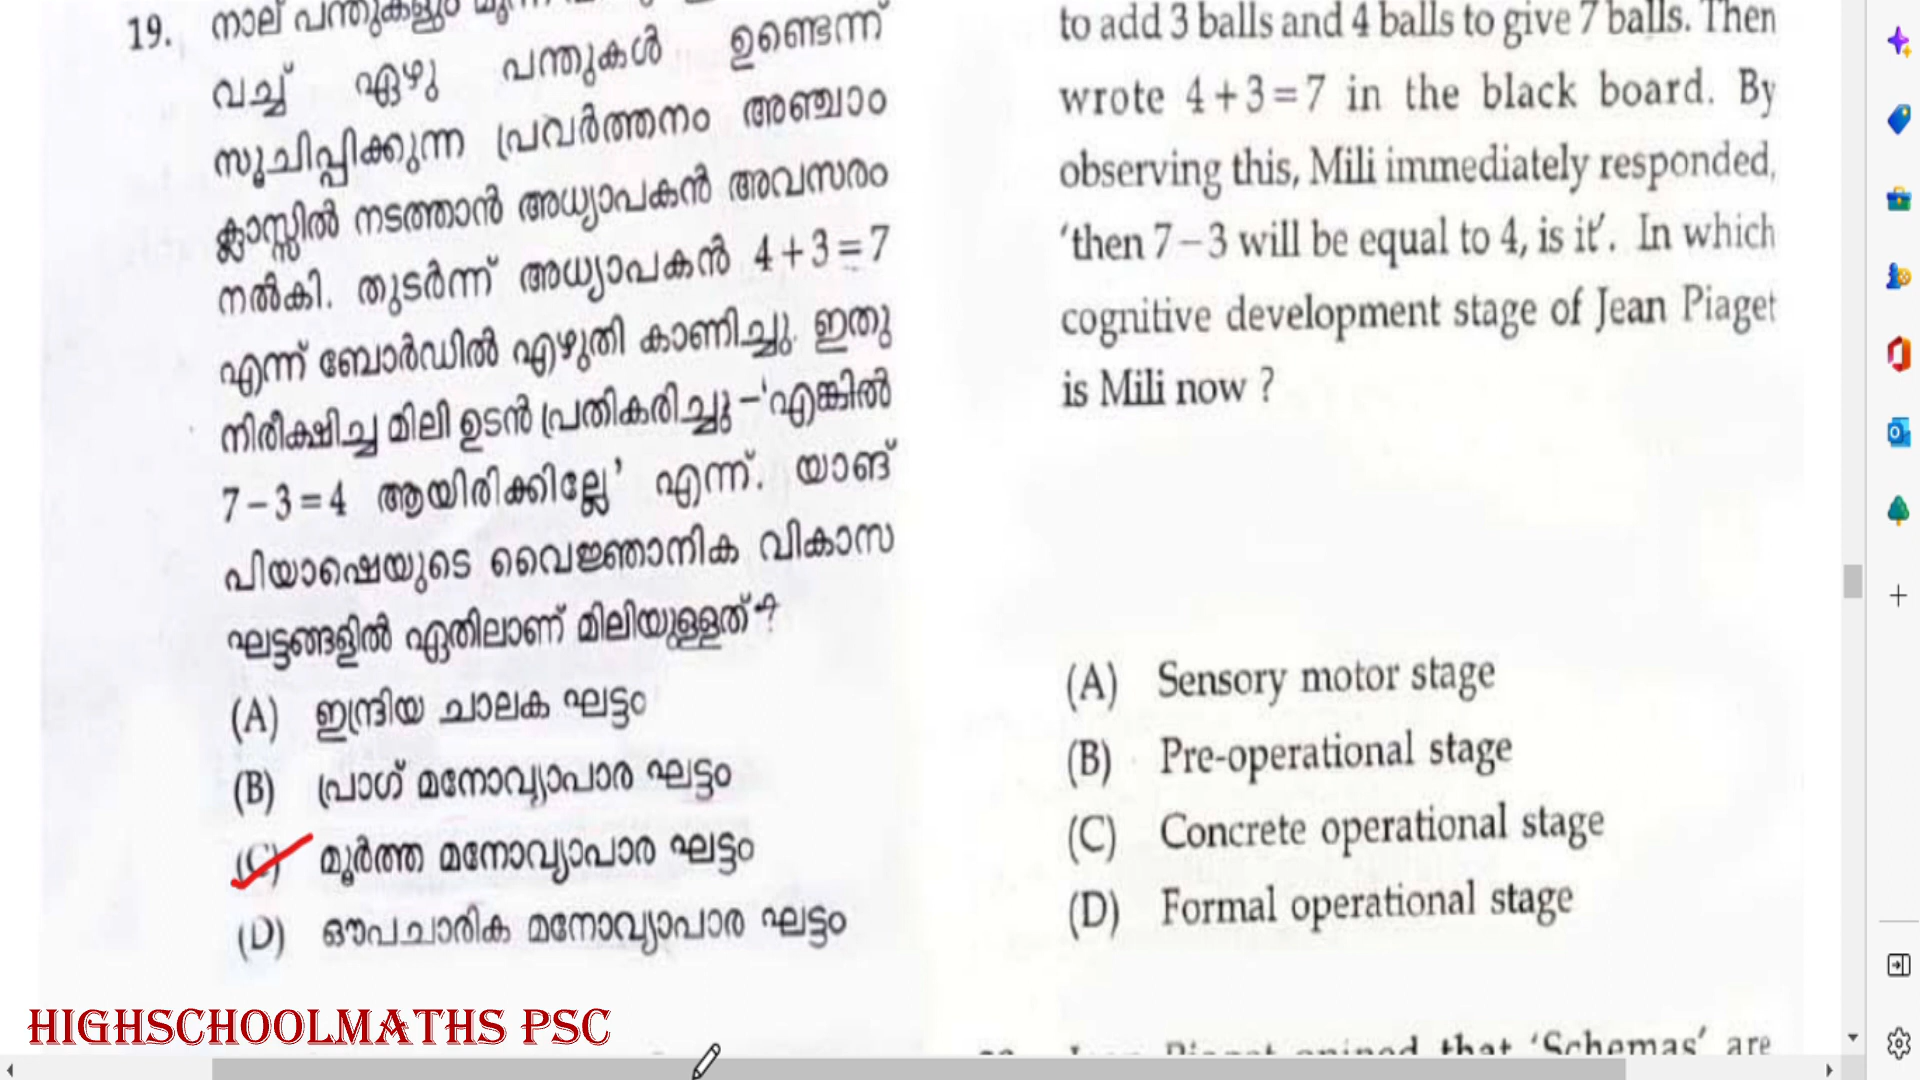 19. നാല് പന്തുകളും
വച്ച് ഏഴു പന്തുകൾ ഉണ്ടെന്ന്
സൂചിപ്പിക്കുന്ന പ്രവർത്തനം അഞ്ചാം
ക്ലാസ്സിൽ നടത്താൻ അധ്യാപകൻ അവസരം
നൽകി. തുടർന്ന് അധ്യാപകൻ 4+3=7
എന്ന് ബോർഡിൽ എഴുതി കാണിച്ചു. ഇതു
നിരീക്ഷിച്ച മിലി ഉടൻ പ്രതികരിച്ചു –'എങ്കിൽ
7–3=4 ആയിരിക്കില്ലേ' എന്ന്. യാങ്
പിയാഷെയുടെ വൈജ്ഞാനിക വികാസ
ഘട്ടങ്ങളിൽ ഏതിലാണ് മിലിയുള്ളത്?
(A) ഇന്ദ്രിയ ചാലക ഘട്ടം
(B) പ്രാഗ് മനോവ്യാപാര ഘട്ടം
(C) മൂർത്ത മനോവ്യാപാര ഘട്ടം
(D) ഔപചാരിക മനോവ്യാപാര ഘട്ടം
to add 3 balls and 4 balls to give 7 balls. Then
wrote 4+3=7 in the black board. By
observing this, Mili immediately responded,
'then 7–3 will be equal to 4, is it'. In which
cognitive development stage of Jean Piaget
is Mili now ?
(A) Sensory motor stage
(B) Pre-operational stage
(C) Concrete operational stage
(D) Formal operational stage
that 'Schemas' are
HIGHSCHOOLMATHS PSC